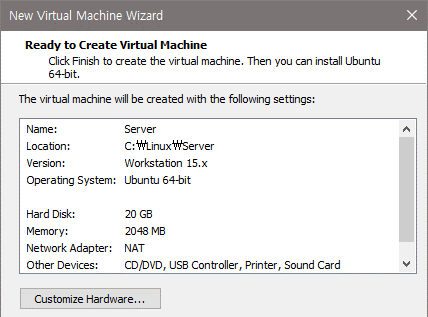 New Virtual Machine Wizard
Ready to Create Virtual Machine
Click Finish to create the virtual machine. Then you can install Ubuntu
64-bit.
The virtual machine will be created with the following settings:
Name: Server
Location: C:₩Linux₩Server
Version: Workstation 15.x
Operating System: Ubuntu 64-bit
Hard Disk: 20 GB
Memory: 2048 MB
Network Adapter: NAT
Other Devices: CD/DVD, USB Controller, Printer, Sound Card
Customize Hardware...